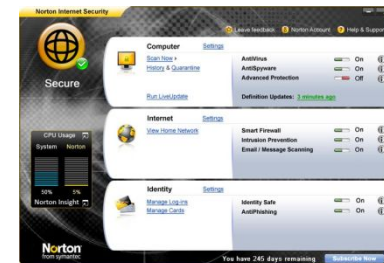 Norton Internet Security
Leave feedback Norton Account Help & Support
Secure
Computer Settings
Scan Now
History & Quarantine
Run LiveUpdate
AntiVirus On
AntiSpyware On
Advanced Protection Off
Definition Updates: 3 minutes ago
Internet Settings
View Home Network
Smart Firewall On
Intrusion Prevention On
Email / Message Scanning On
CPU Usage
System Norton
50% 5%
Norton Insight
Identity Settings
Manage Log-ins
Manage Cards
Identity Safe On
AntiPhishing On
Norton
from symantec
You have 245 days remaining Subscribe Now